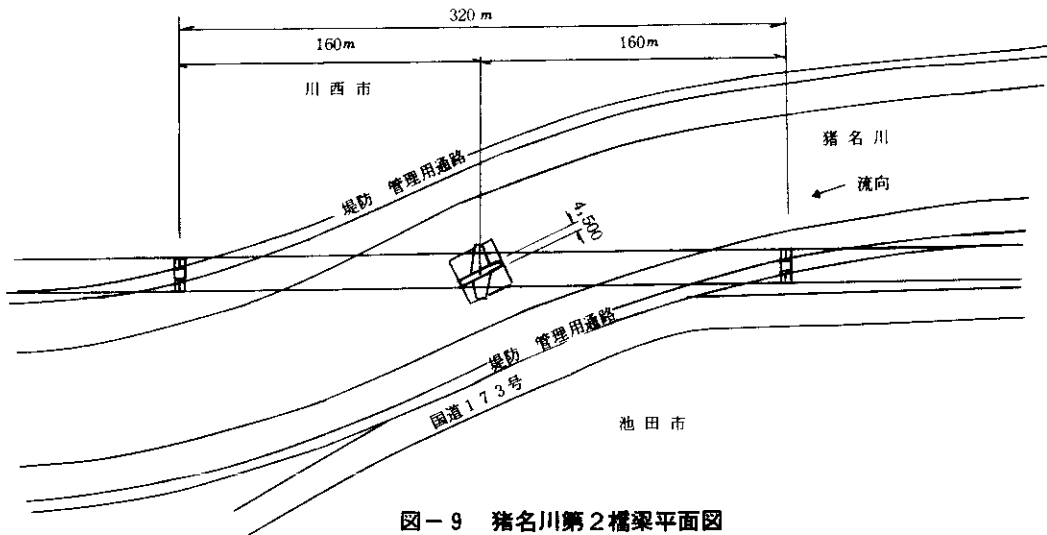 320m
160m
160m
川西市
猪名川
堤防 管理用通路
流向
4,500
堤防 管理用通路
国道173号
池田市
図-9 猪名川第2橋梁平面図